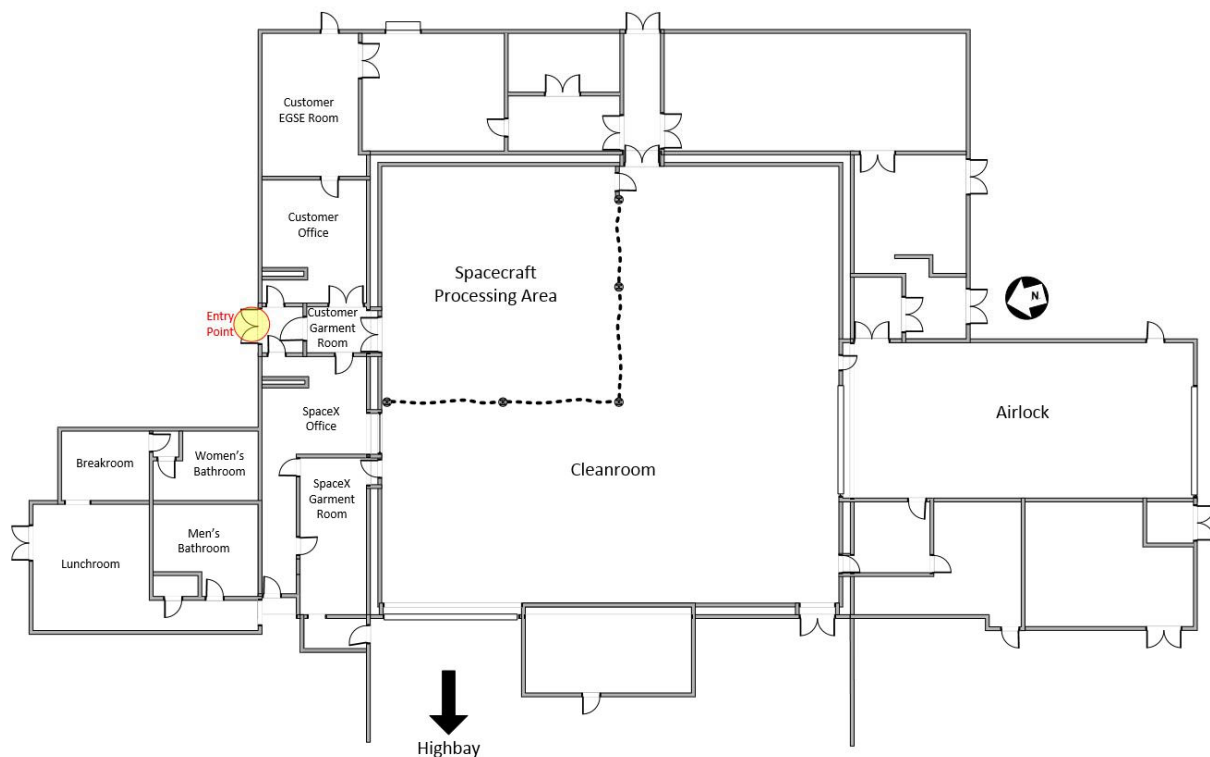 Customer
EGSE Room
Customer
Office
Spacecraft
Processing Area
Entry
Point
Customer
Garment
Room
N
SpaceX
Office
Airlock
Cleanroom
Breakroom
Women's
Bathroom
SpaceX
Garment
Room
Men's
Bathroom
Lunchroom
Highbay